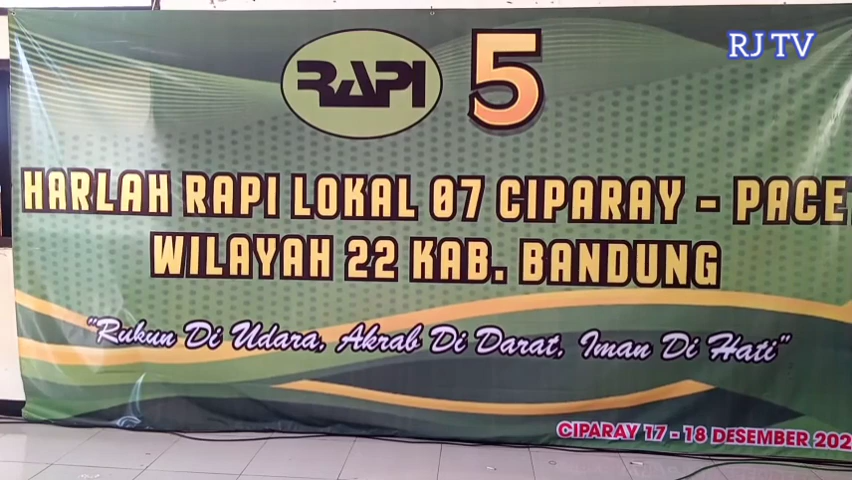 RJ TV
RAPI 5
HARLAH RAPI LOKAL 07 CIPARAY - PACE
WILAYAH 22 KAB. BANDUNG
"Rukun Di Udara, Akrab Di Darat, Iman Di Hati"
CIPARAY 17 - 18 DESEMBER 202